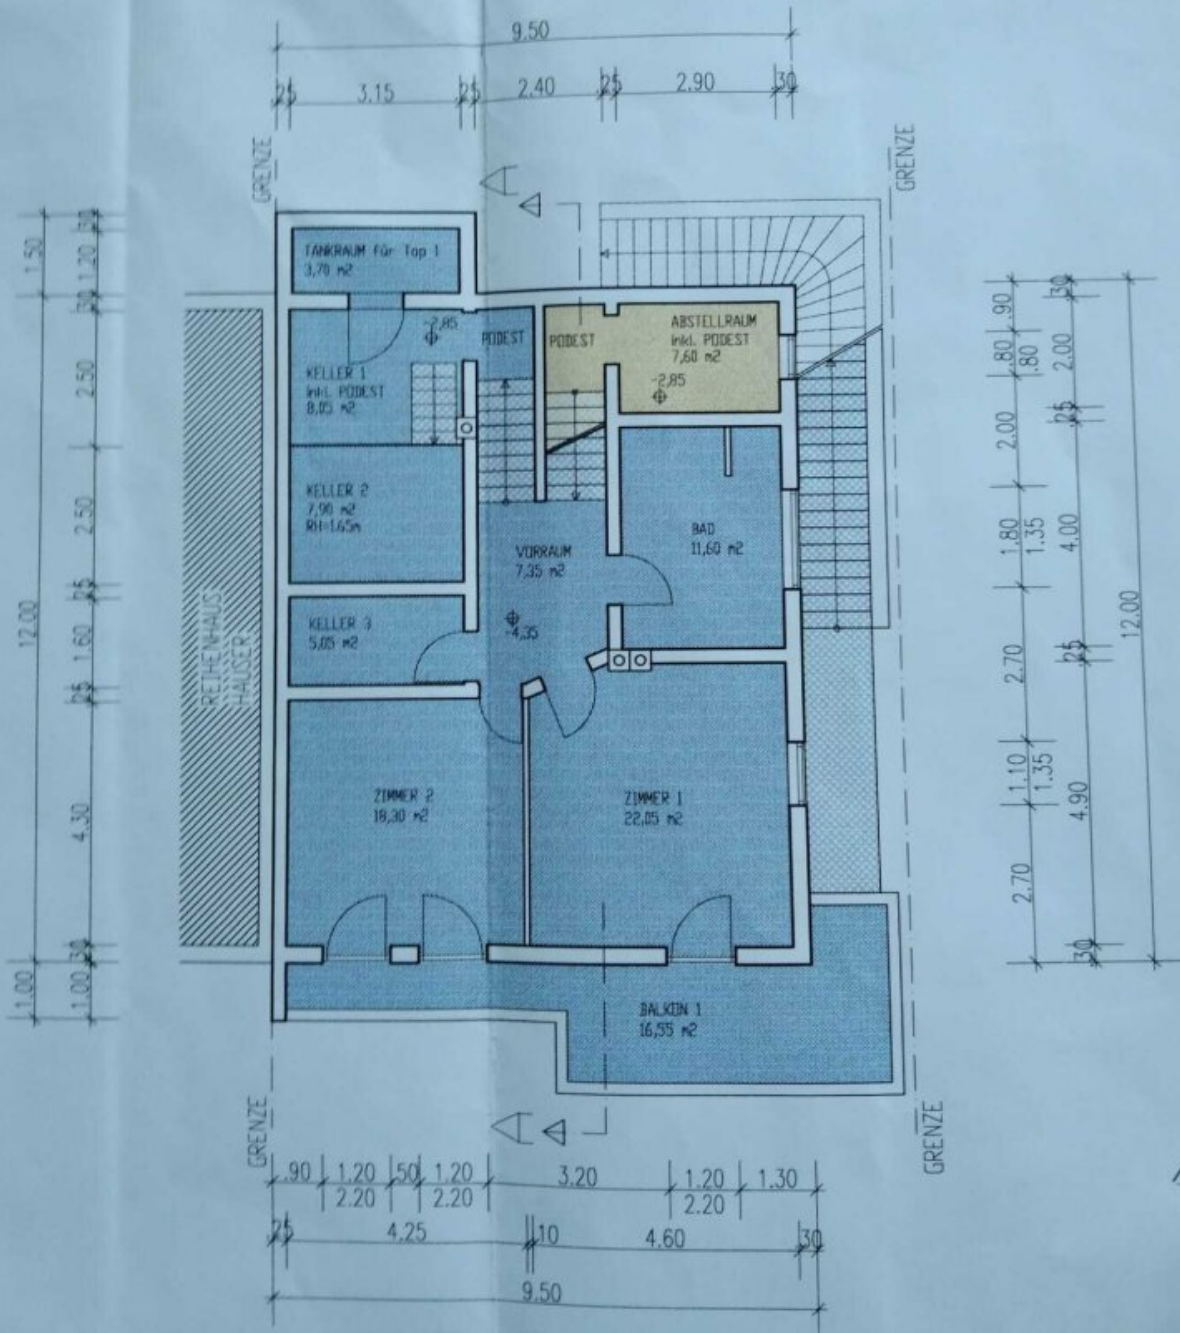 9.50
25 3.15 25 2.40 25 2.90 30
GRENZE
GRENZE
A
TANKRAUM für Top 1
3,70 m2
-2,85
PODEST
PODEST
ABSTELLRAUM
inkl. PODEST
7,60 m2
-2,85
KELLER 1
inkl. PODEST
8,05 m2
KELLER 2
7,90 m2
RH=1.65m
BAD
11,60 m2
VORRAUM
7,35 m2
-4,35
KELLER 3
5,05 m2
REIHENHAUS
HÄUSER
ZIMMER 2
18,30 m2
ZIMMER 1
22,05 m2
BALKON 1
16,55 m2
A
GRENZE
GRENZE
1.50
12.00
1.00
30
1.20
30
2.50
2.50
25
1.60
25
4.30
30
1.00
.90
.80
.80
2.00
1.80
1.35
2.70
1.10
1.35
2.70
30
2.00
25
4.00
25
4.90
30
12.00
.90 1.20 50 1.20 3.20 1.20 1.30
2.20 2.20 2.20
25 4.25 10 4.60 30
9.50